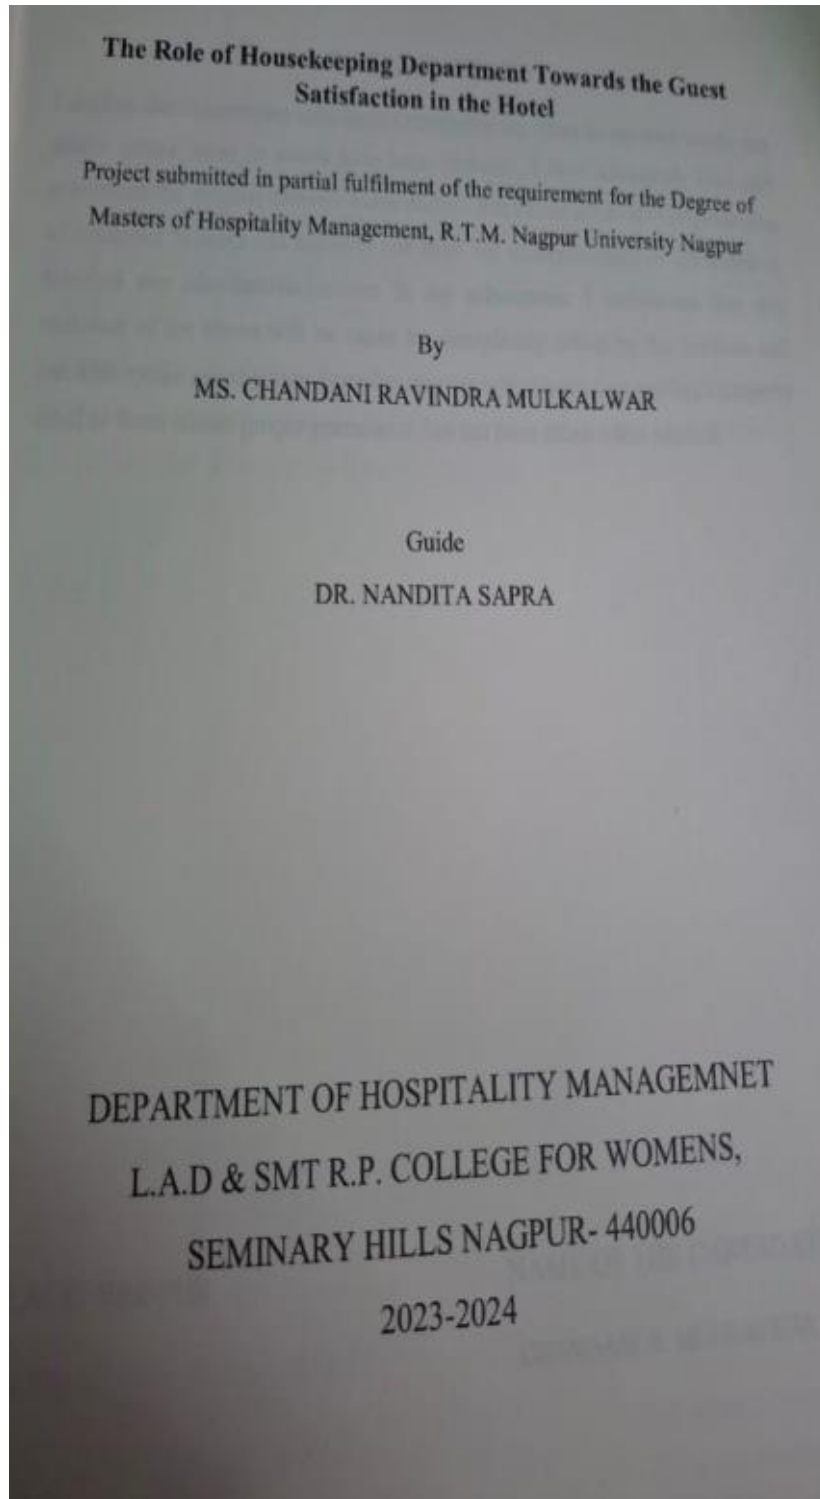 The Role of Housekeeping Department Towards the Guest
Satisfaction in the Hotel
Project submitted in partial fulfilment of the requirement for the Degree of
Masters of Hospitality Management, R.T.M. Nagpur University Nagpur
By
MS. CHANDANI RAVINDRA MULKALWAR
Guide
DR. NANDITA SAPRA
DEPARTMENT OF HOSPITALITY MANAGEMNET
L.A.D & SMT R.P. COLLEGE FOR WOMENS,
SEMINARY HILLS NAGPUR- 440006
2023-2024